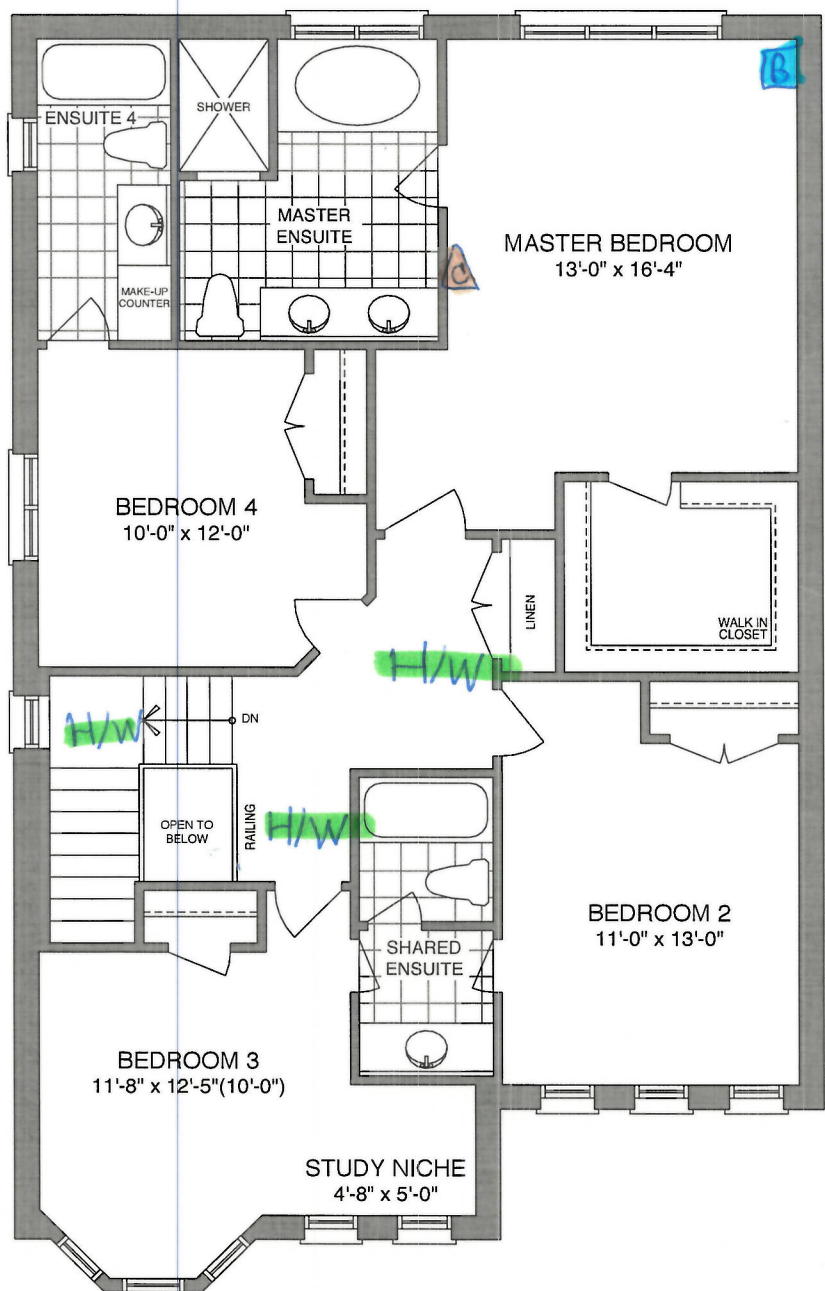 B
ENSUITE 4
SHOWER
MASTER
ENSUITE
MASTER BEDROOM
13'-0" x 16'-4"
C
MAKE-UP
COUNTER
BEDROOM 4
10'-0" x 12'-0"
LINEN
WALK IN
CLOSET
H/W
H/W
DN
OPEN TO
BELOW
RAILING
H/W
BEDROOM 2
11'-0" x 13'-0"
SHARED
ENSUITE
BEDROOM 3
11'-8" x 12'-5"(10'-0")
STUDY NICHE
4'-8" x 5'-0"